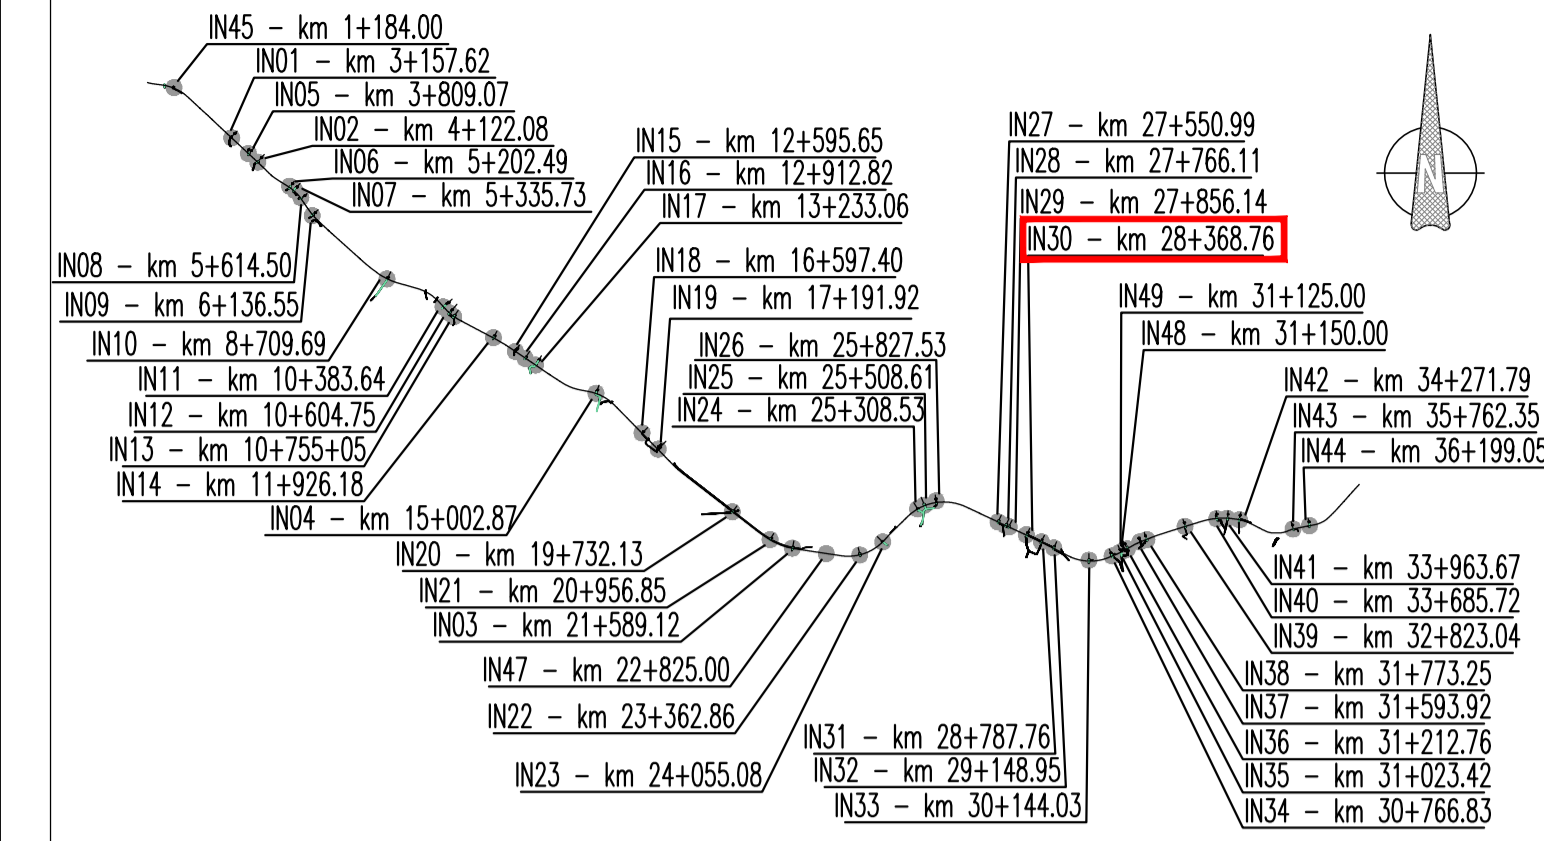 IN45 - km 1+184.00
IN01 - km 3+157.62
IN05 - km 3+809.07
IN02 - km 4+122.08
IN06 - km 5+202.49
IN07 - km 5+335.73
IN08 - km 5+614.50
IN09 - km 6+136.55
IN10 - km 8+709.69
IN11 - km 10+383.64
IN12 - km 10+604.75
IN13 - km 10+755+05
IN14 - km 11+926.18
IN04 - km 15+002.87
IN15 - km 12+595.65
IN16 - km 12+912.82
IN17 - km 13+233.06
IN18 - km 16+597.40
IN19 - km 17+191.92
IN26 - km 25+827.53
IN25 - km 25+508.61
IN24 - km 25+308.53
IN20 - km 19+732.13
IN21 - km 20+956.85
IN03 - km 21+589.12
IN47 - km 22+825.00
IN22 - km 23+362.86
IN23 - km 24+055.08
IN27 - km 27+550.99
IN28 - km 27+766.11
IN29 - km 27+856.14
IN30 - km 28+368.76
IN49 - km 31+125.00
IN48 - km 31+150.00
IN31 - km 28+787.76
IN32 - km 29+148.95
IN33 - km 30+144.03
IN42 - km 34+271.79
IN43 - km 35+762.35
IN44 - km 36+199.05
IN41 - km 33+963.67
IN40 - km 33+685.72
IN39 - km 32+823.04
IN38 - km 31+773.25
IN37 - km 31+593.92
IN36 - km 31+212.76
IN35 - km 31+023.42
IN34 - km 30+766.83
N